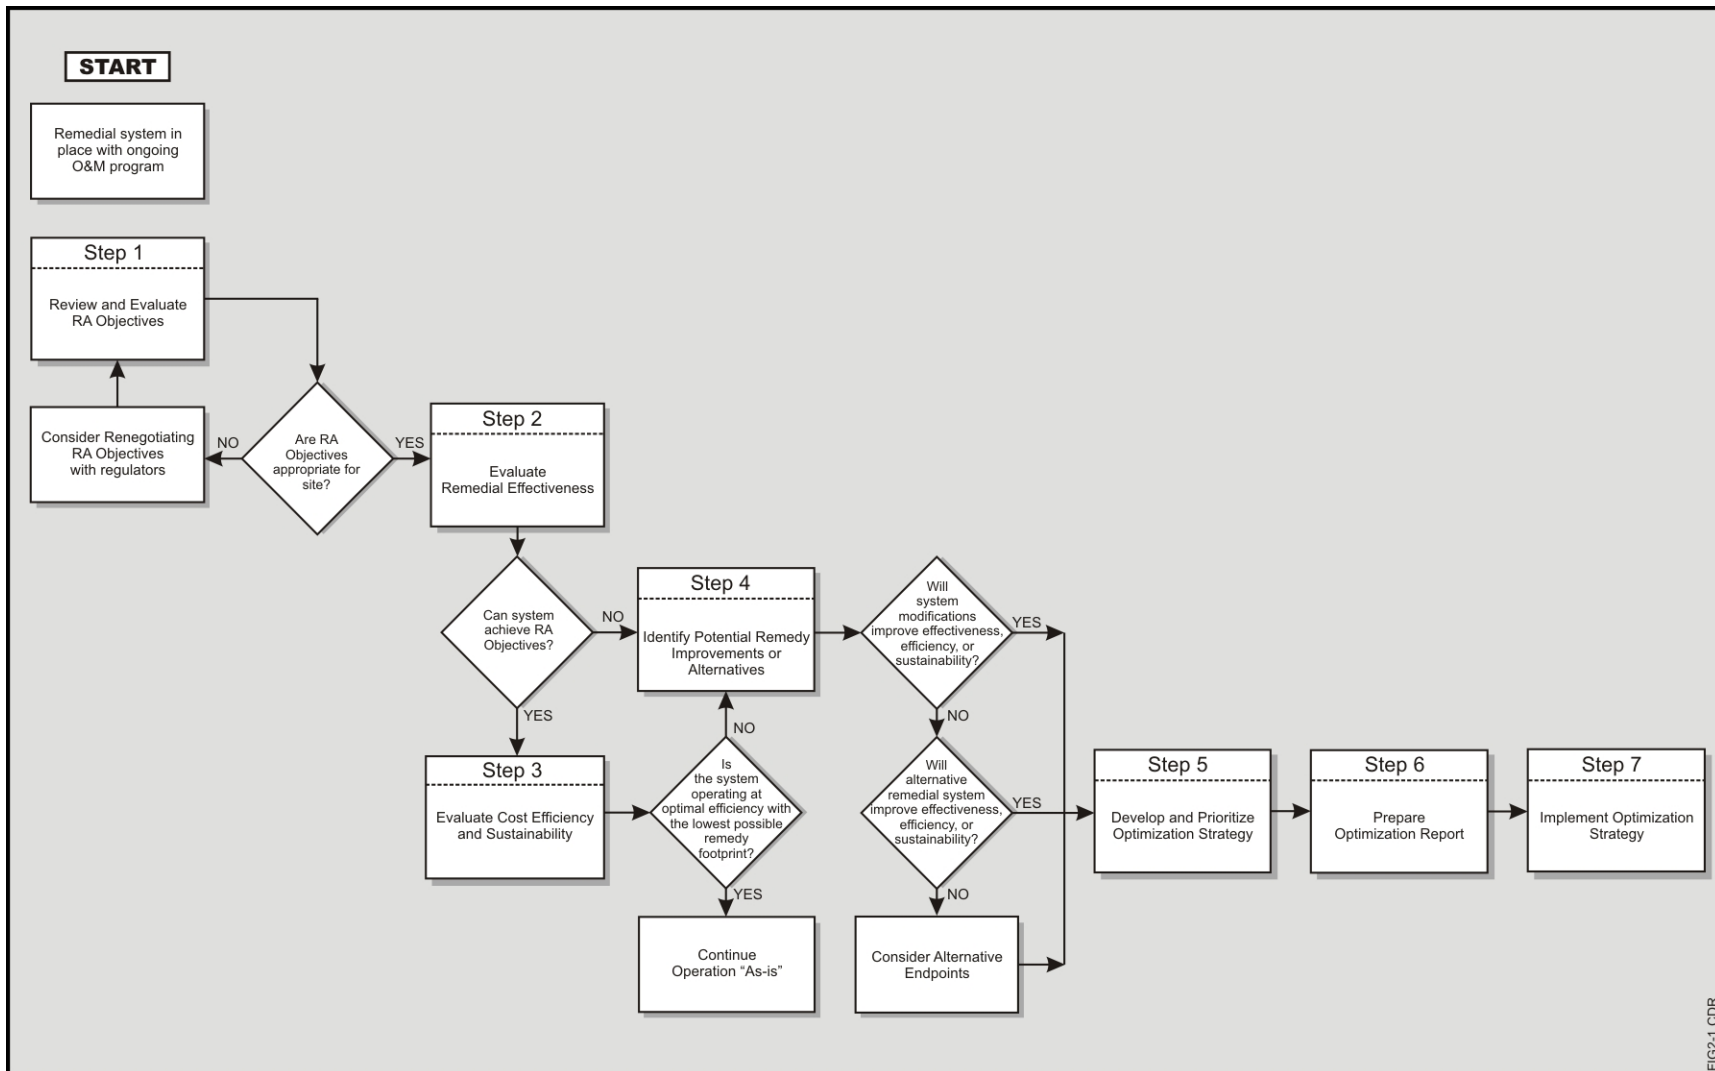 START
Remedial system in
place with ongoing
O&M program
Step 1
Review and Evaluate
RA Objectives
Consider Renegotiating
RA Objectives
with regulators
NO
Are RA
Objectives
appropriate for
site?
YES
Step 2
Evaluate
Remedial Effectiveness
Can system
achieve RA
Objectives?
NO
YES
Step 3
Evaluate Cost Efficiency
and Sustainability
Is
the system
operating at
optimal efficiency with
the lowest possible
remedy
footprint?
NO
YES
Continue
Operation “As-is”
Step 4
Identify Potential Remedy
Improvements or
Alternatives
Will
system
modifications
improve effectiveness,
efficiency, or
sustainability?
YES
NO
Will
alternative
remedial system
improve effectiveness,
efficiency, or
sustainability?
YES
NO
Consider Alternative
Endpoints
Step 5
Develop and Prioritize
Optimization Strategy
Step 6
Prepare
Optimization Report
Step 7
Implement Optimization
Strategy
FIG2-1.CDR